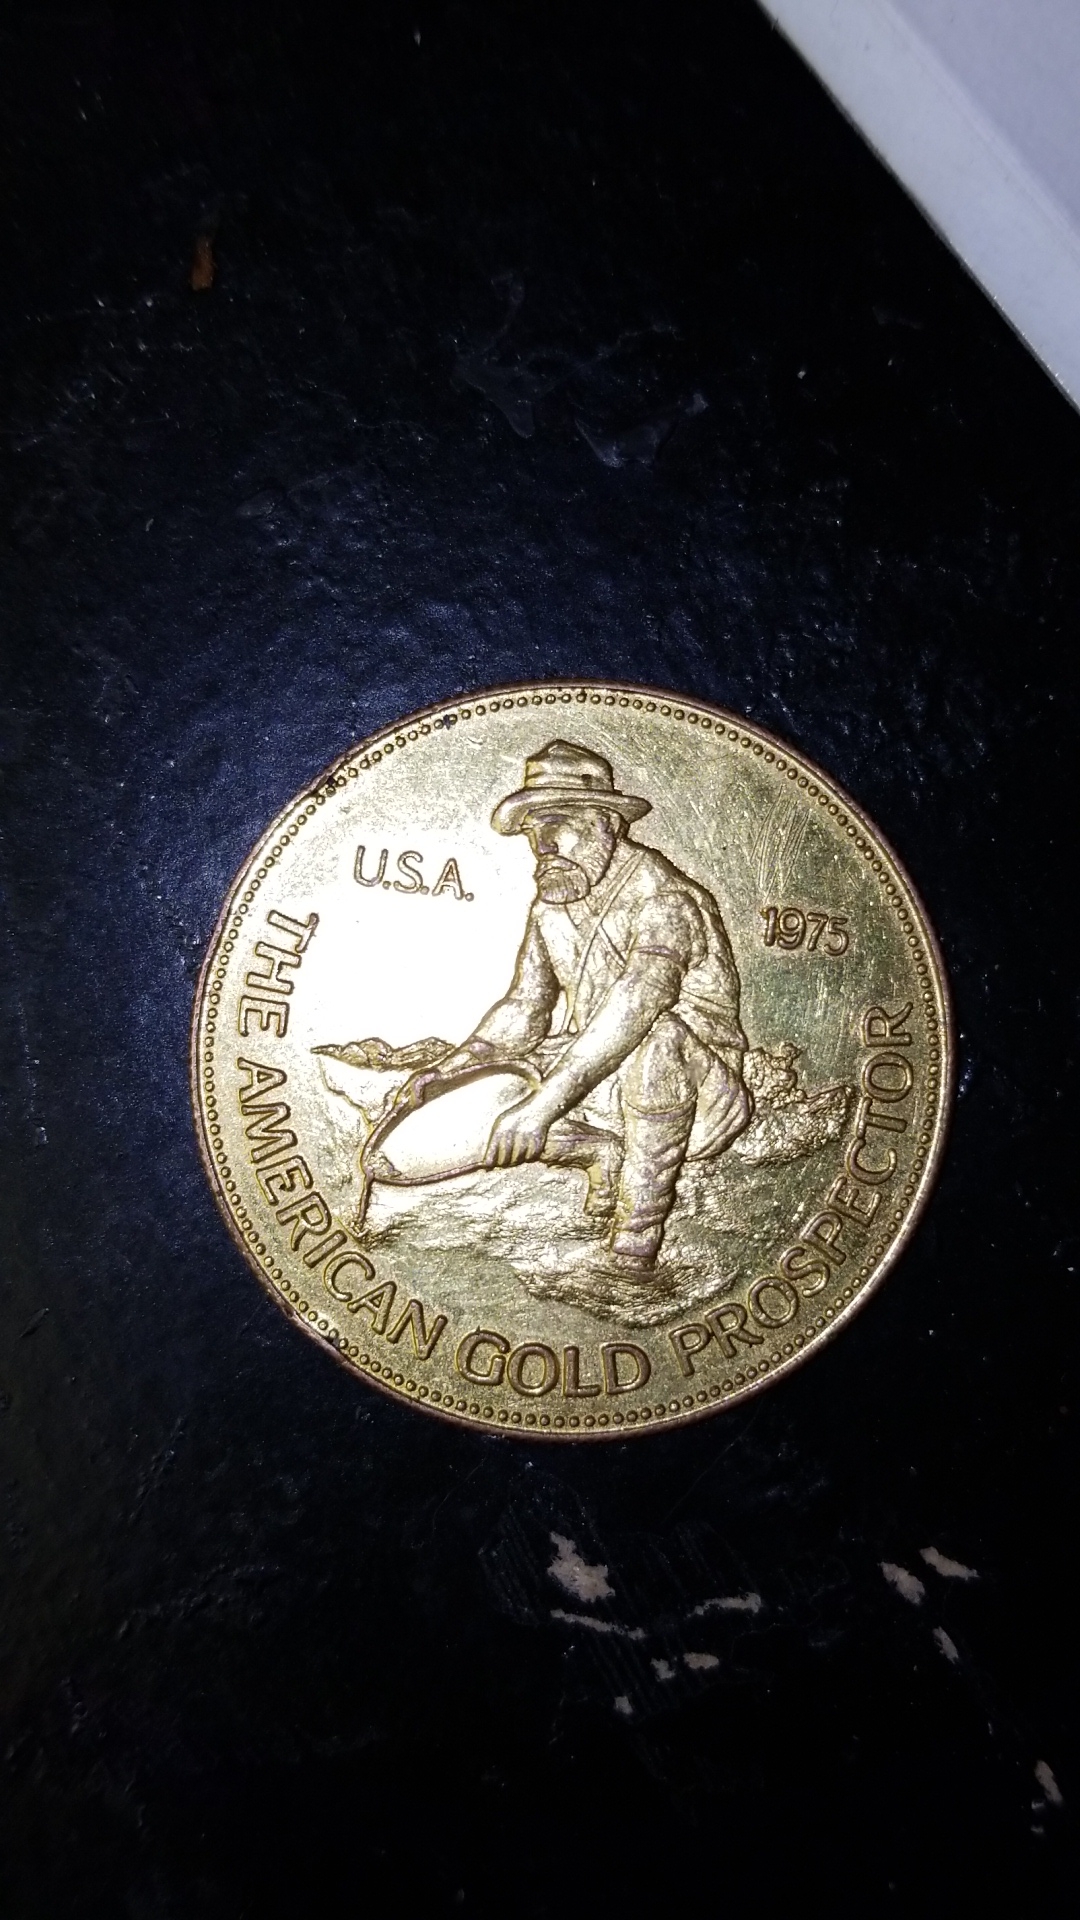 U.S.A.
1975
THE AMERICAN GOLD PROSPECTOR